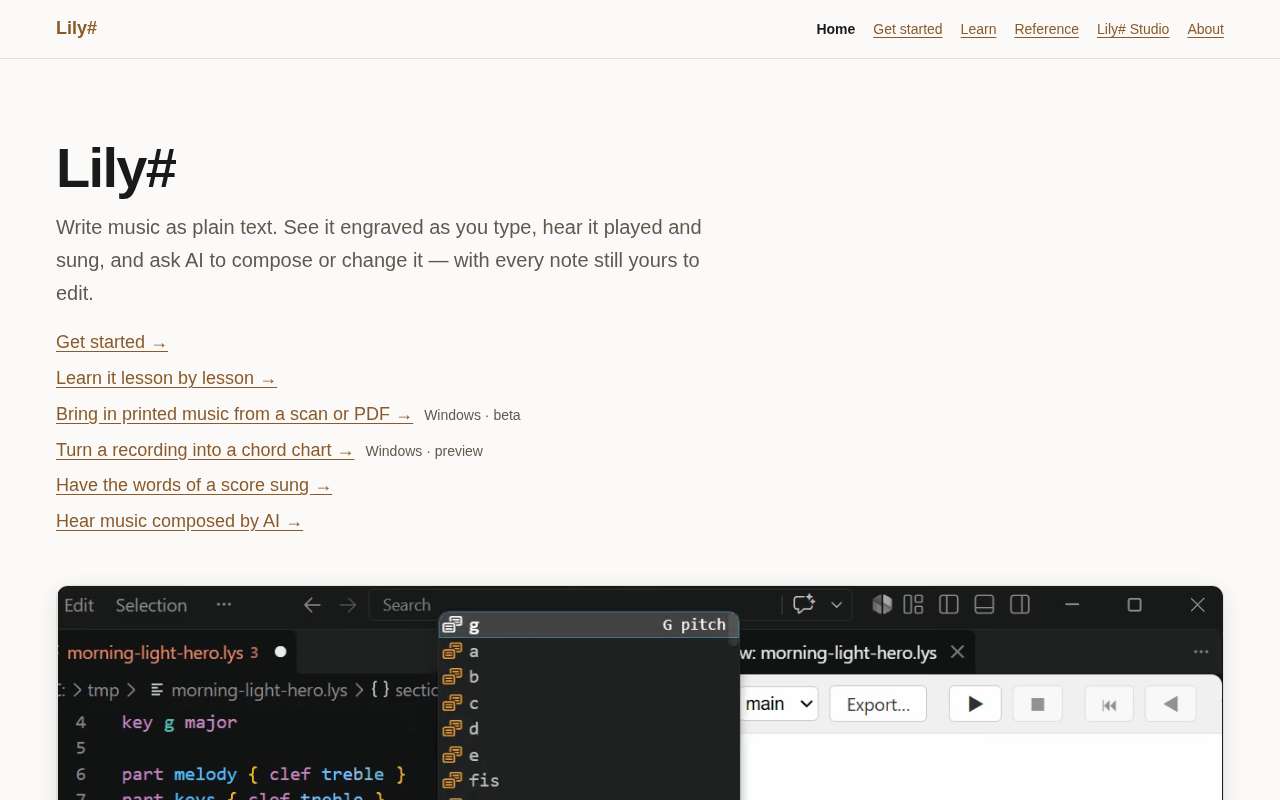 Lily#
Home Get started Learn Reference Lily# Studio About
Lily#
Write music as plain text. See it engraved as you type, hear it played and
sung, and ask AI to compose or change it — with every note still yours to
edit.
Get started →
Learn it lesson by lesson →
Bring in printed music from a scan or PDF → Windows · beta
Turn a recording into a chord chart → Windows · preview
Have the words of a score sung →
Hear music composed by AI →
Edit Selection ··· Search
g G pitch
a
b
c
d
e
fis
morning-light-hero.lys 3
w: morning-light-hero.lys
tmp > morning-light-hero.lys > { } sectio
main Export...
4 key g major
5
6 part melody { clef treble }
7 part keys { clef treble }